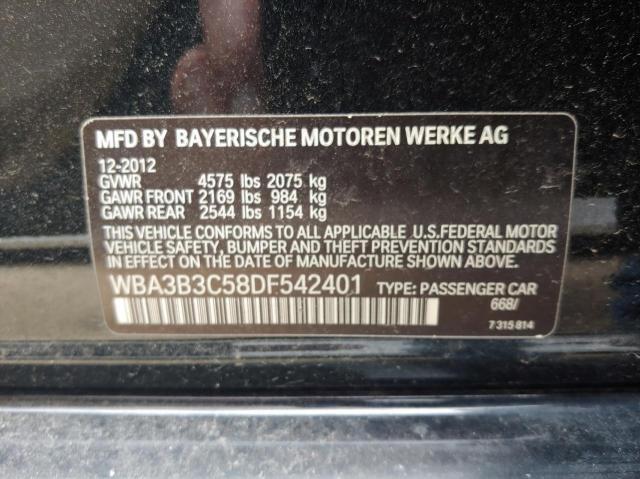 MFD BY BAYERISCHE MOTOREN WERKE AG
12-2012
GVWR 4575 lbs 2075 kg
GAWR FRONT 2169 lbs 984 kg
GAWR REAR 2544 lbs 1154 kg
THIS VEHICLE CONFORMS TO ALL APPLICABLE U.S.FEDERAL MOTOR
VEHICLE SAFETY, BUMPER AND THEFT PREVENTION STANDARDS
IN EFFECT ON THE DATE OF MANUFACTURE SHOWN ABOVE.
WBA3B3C58DF542401 TYPE: PASSENGER CAR
668/
7 315 814